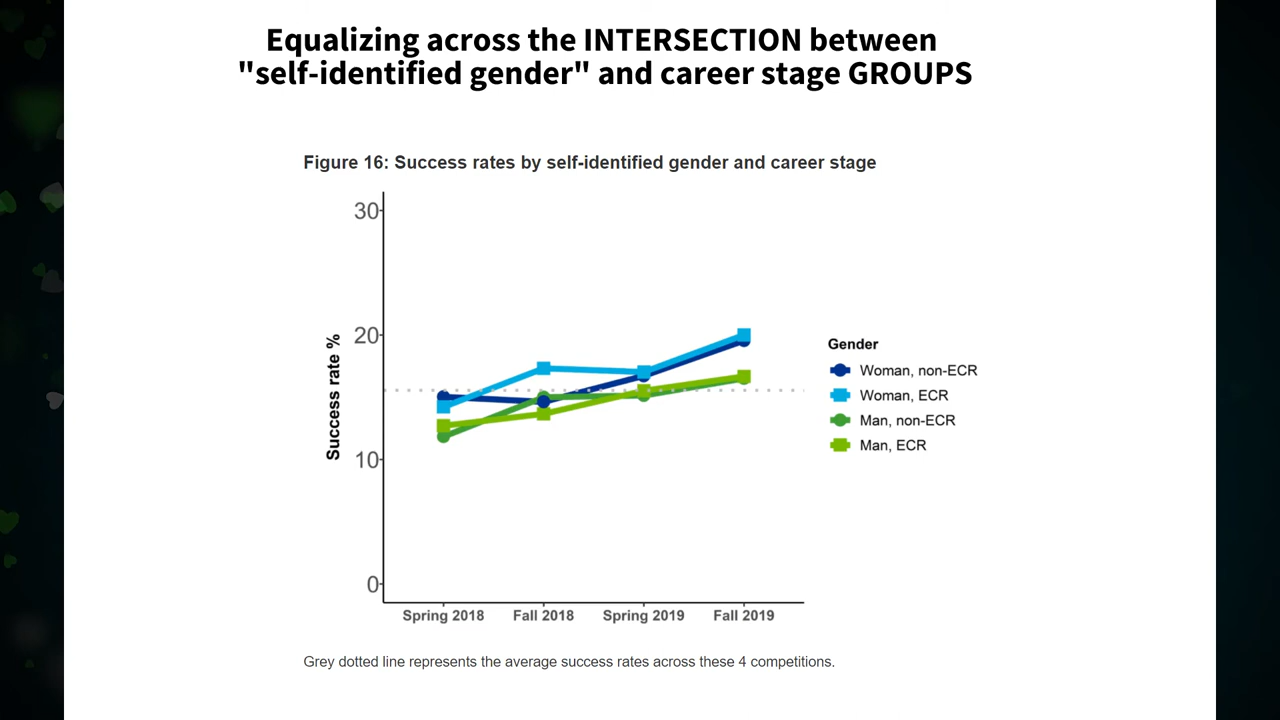 Equalizing across the INTERSECTION between
"self-identified gender" and career stage GROUPS
Figure 16: Success rates by self-identified gender and career stage
Success rate %
30
20
10
0
Spring 2018 Fall 2018 Spring 2019 Fall 2019
Gender
Woman, non-ECR
Woman, ECR
Man, non-ECR
Man, ECR
Grey dotted line represents the average success rates across these 4 competitions.